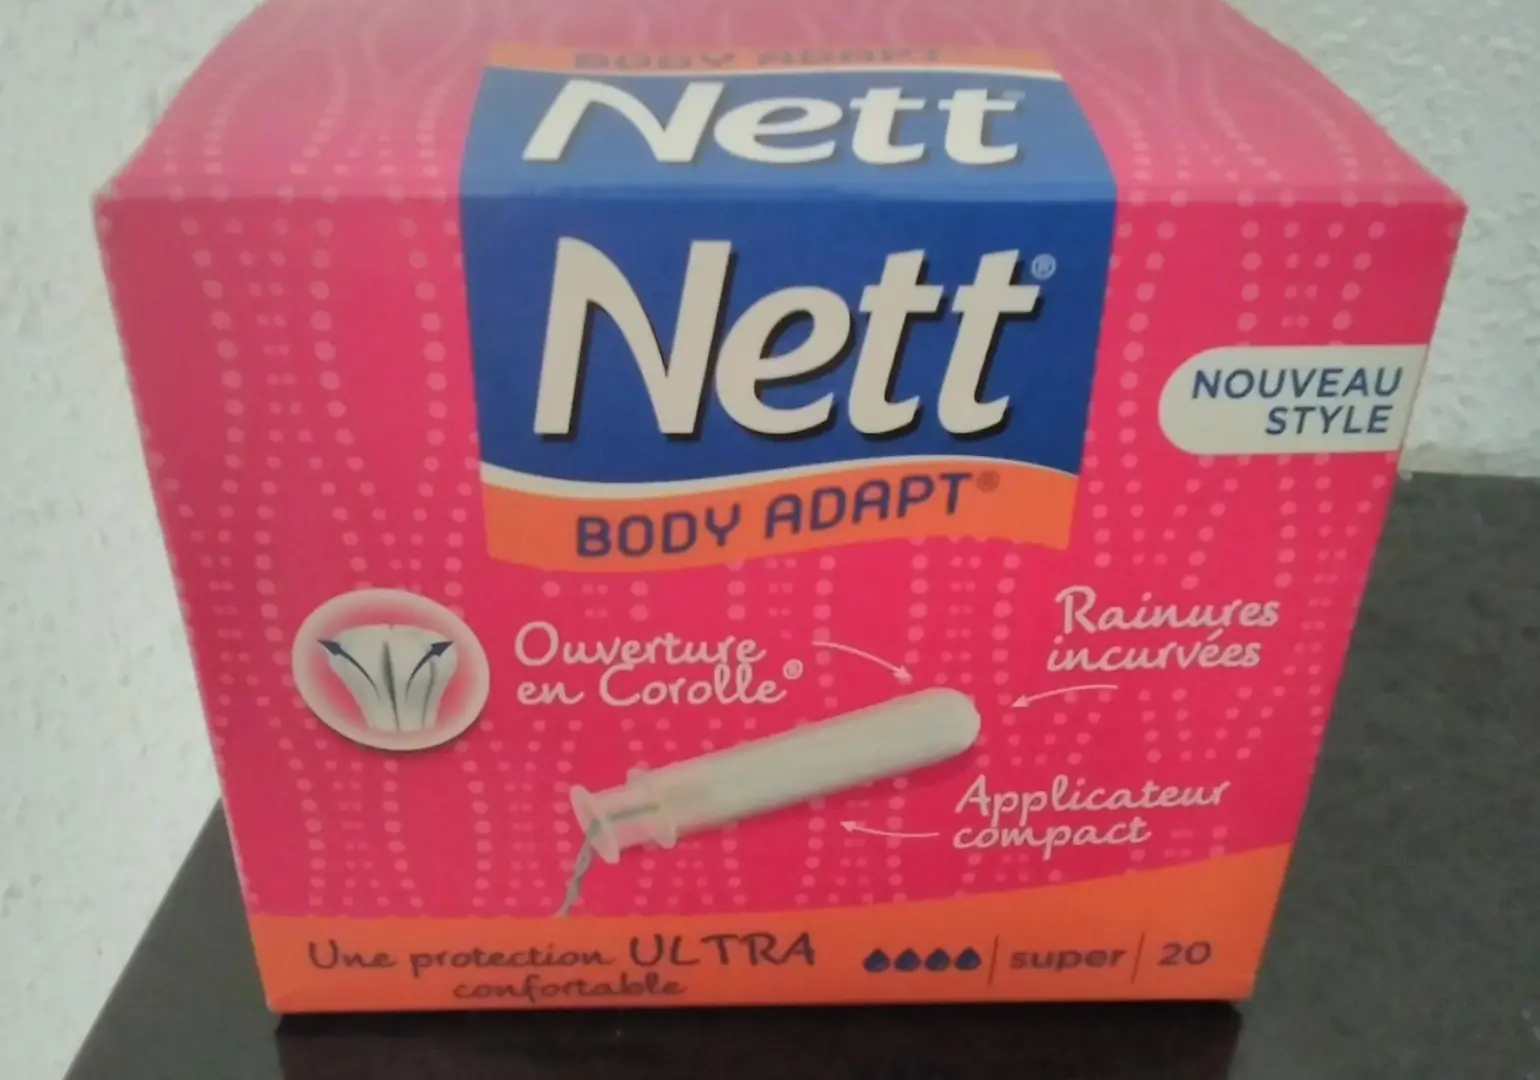 BODY ADAPT
Nett
Nett®
BODY ADAPT®
NOUVEAU
STYLE
Ouverture
en Corolle®
Rainures
incurvées
Applicateur
compact
Une protection ULTRA
confortable
super
20